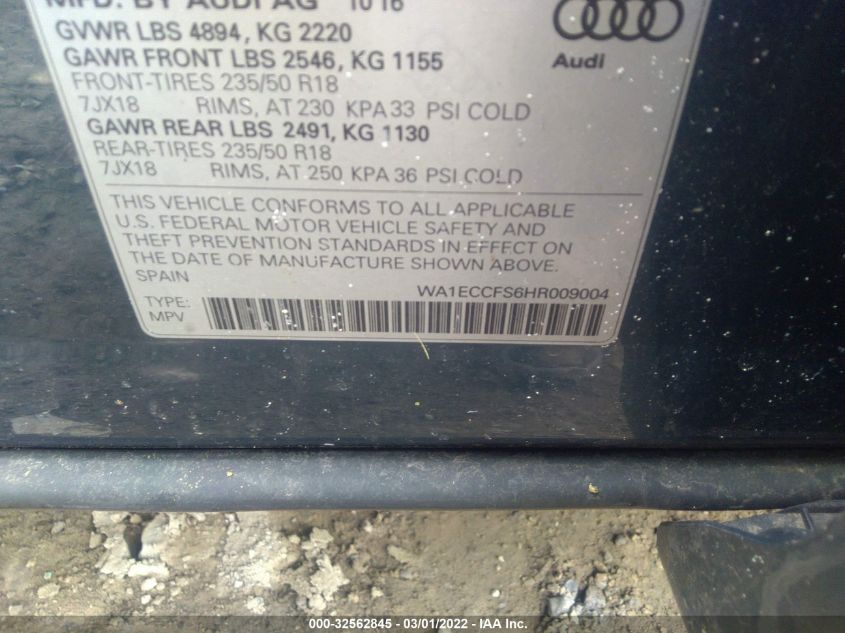 MFD. BY AUDI AG 10 16
GVWR LBS 4894, KG 2220
GAWR FRONT LBS 2546, KG 1155
FRONT-TIRES 235/50 R18
7JX18 RIMS, AT 230 KPA 33 PSI COLD
GAWR REAR LBS 2491, KG 1130
REAR-TIRES 235/50 R18
7JX18 RIMS, AT 250 KPA 36 PSI COLD
Audi
THIS VEHICLE CONFORMS TO ALL APPLICABLE
U.S. FEDERAL MOTOR VEHICLE SAFETY AND
THEFT PREVENTION STANDARDS IN EFFECT ON
THE DATE OF MANUFACTURE SHOWN ABOVE.
SPAIN
WA1ECCFS6HR009004
TYPE:
MPV
000-32562845 - 03/01/2022 - IAA Inc.